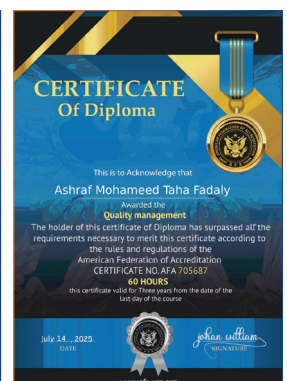 CERTIFICATE
Of Diploma
This is to Acknowledge that
Ashraf Mohameed Taha Fadaly
Awarded the
Quality management
The holder of this certificate of Diploma has surpassed all the
requirements necessary to merit this certificate according to
the rules and regulations of the
American Federation of Accreditation
CERTIFICATE NO. AFA 705687
60 HOURS
this certificate valid for Three years from the date of the
last day of the course
july 14 , 2025
DATE
johan william
SIGNATURE